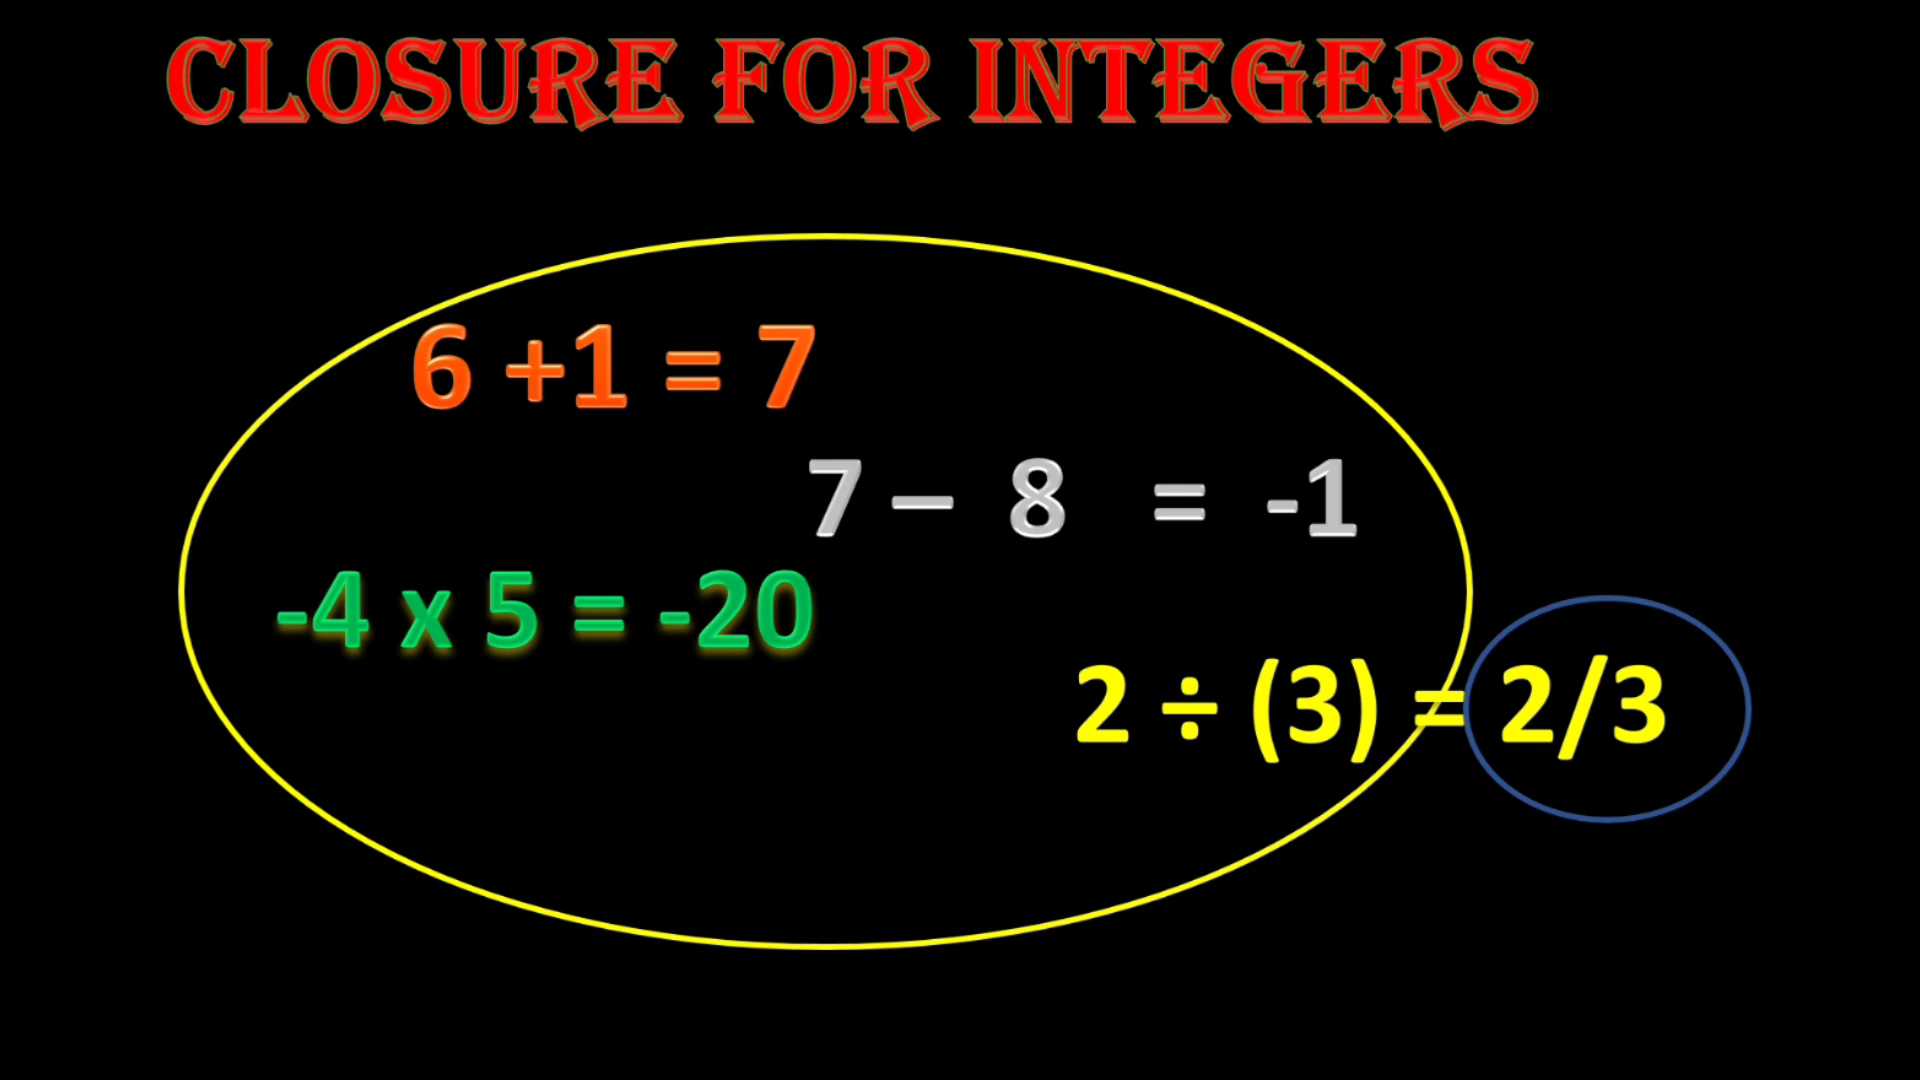 CLOSURE FOR INTEGERS
6 +1 = 7
7 – 8 = -1
-4 x 5 = -20
2 ÷ (3) = 2/3